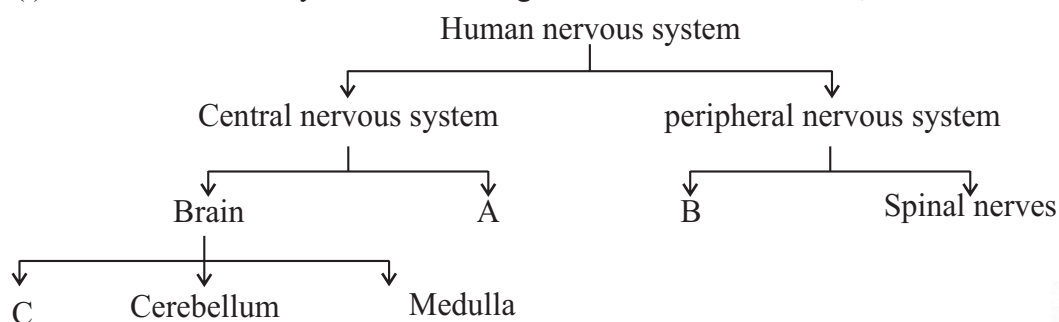 Human nervous system
Central nervous system peripheral nervous system
Brain A B Spinal nerves
C Cerebellum Medulla